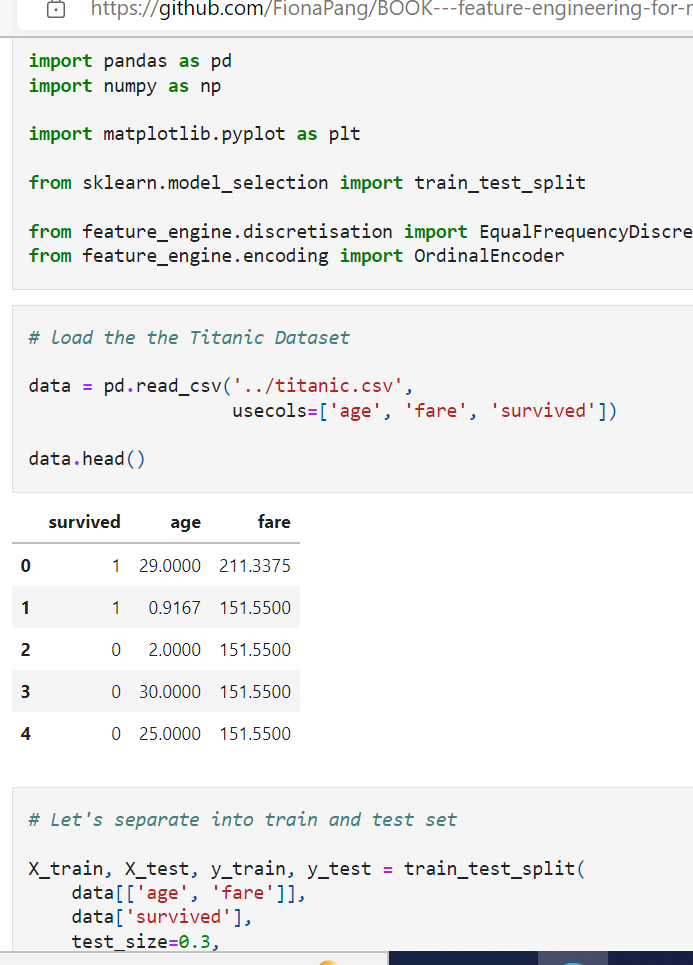 https://github.com/FionaPang/BOOK---feature-engineering-for-
import pandas as pd
import numpy as np
import matplotlib.pyplot as plt
from sklearn.model_selection import train_test_split
from feature_engine.discretisation import EqualFrequencyDiscre
from feature_engine.encoding import OrdinalEncoder
# load the the Titanic Dataset
data = pd.read_csv('../titanic.csv',
usecols=['age', 'fare', 'survived'])
data.head()
survived age fare
0 1 29.0000 211.3375
1 1 0.9167 151.5500
2 0 2.0000 151.5500
3 0 30.0000 151.5500
4 0 25.0000 151.5500
# Let's separate into train and test set
X_train, X_test, y_train, y_test = train_test_split(
data[['age', 'fare']],
data['survived'],
test_size=0.3,